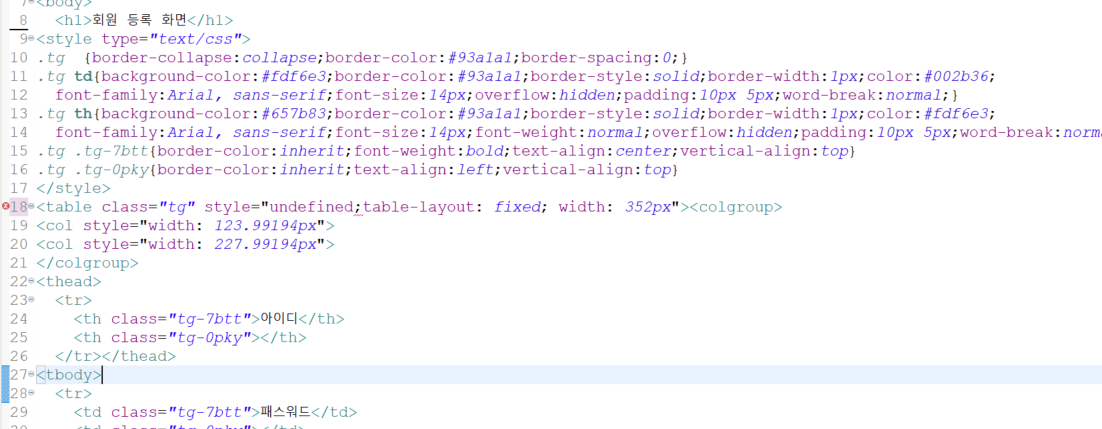 7 <body>
8   <h1>회원 등록 화면</h1>
9 <style type="text/css">
10 .tg  {border-collapse:collapse;border-color:#93a1a1;border-spacing:0;}
11 .tg td{background-color:#fdf6e3;border-color:#93a1a1;border-style:solid;border-width:1px;color:#002b36;
12   font-family:Arial, sans-serif;font-size:14px;overflow:hidden;padding:10px 5px;word-break:normal;}
13 .tg th{background-color:#657b83;border-color:#93a1a1;border-style:solid;border-width:1px;color:#fdf6e3;
14   font-family:Arial, sans-serif;font-size:14px;font-weight:normal;overflow:hidden;padding:10px 5px;word-break:norma
15 .tg .tg-7btt{border-color:inherit;font-weight:bold;text-align:center;vertical-align:top}
16 .tg .tg-0pky{border-color:inherit;text-align:left;vertical-align:top}
17 </style>
18 <table class="tg" style="undefined;table-layout: fixed; width: 352px"><colgroup>
19 <col style="width: 123.99194px">
20 <col style="width: 227.99194px">
21 </colgroup>
22 <thead>
23   <tr>
24     <th class="tg-7btt">아이디</th>
25     <th class="tg-0pky"></th>
26   </tr></thead>
27 <tbody>
28   <tr>
29     <td class="tg-7btt">패스워드</td>
30     <td class="tg-0pky"></td>